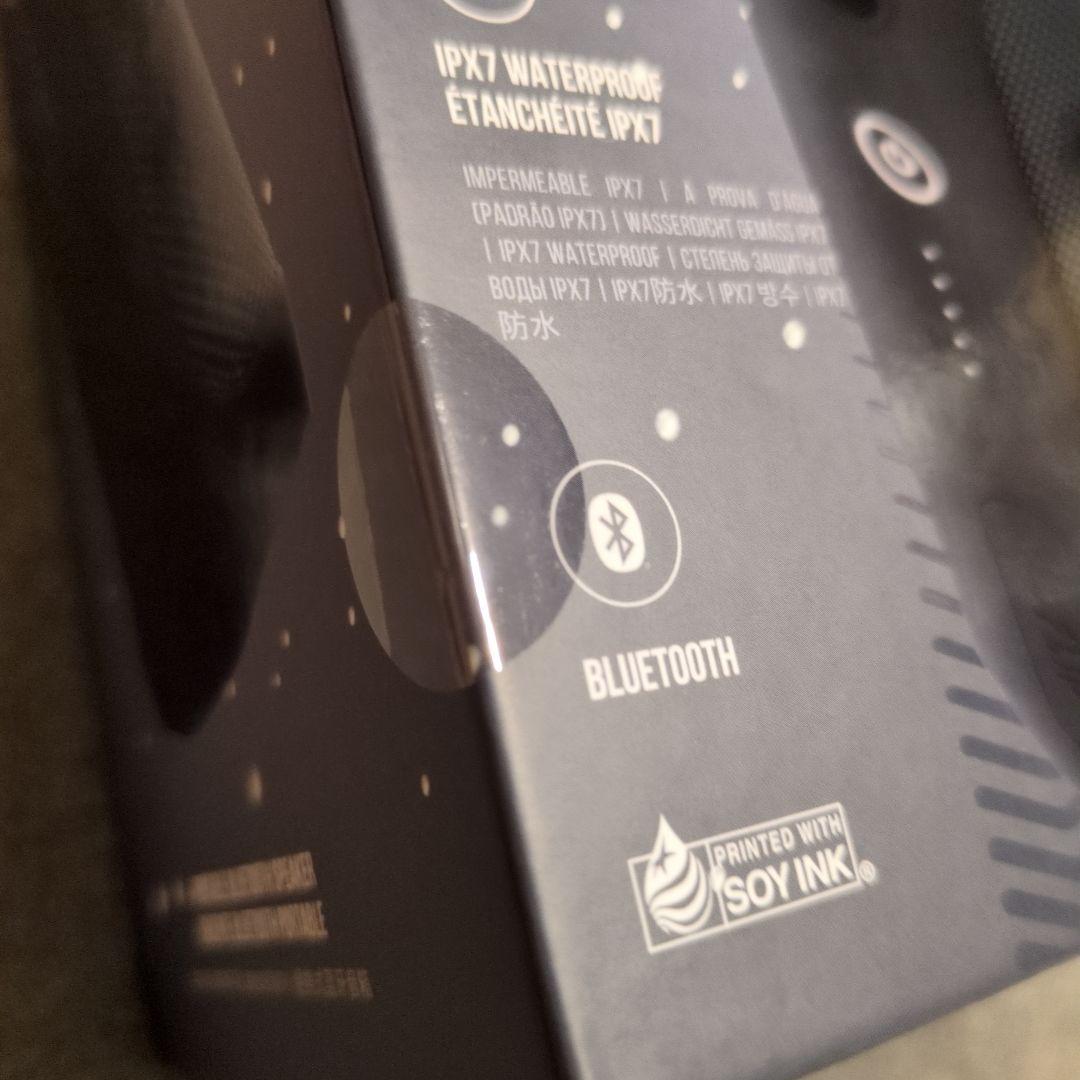 IPX7 WATERPROOF
ÉTANCHÉITÉ IPX7
IMPERMEABLE IPX7 | A PROVA D'ÁGUA
(PADRÃO IPX7) | WASSERDICHT GEMÄSS IPX7
| IPX7 WATERPROOF | СТЕПЕНЬ ЗАЩИТЫ ОТ
ВОДЫ IPX7 | IPX7防水 | IPX7 방수 | IPX7
防水
BLUETOOTH
PRINTED WITH
SOY INK®
SPEAKER